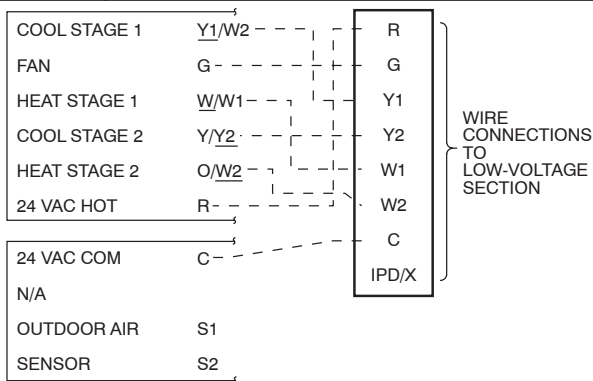 COOL STAGE 1 Y1/W2 R
FAN G G
HEAT STAGE 1 W/W1 Y1
COOL STAGE 2 Y/Y2 Y2
HEAT STAGE 2 O/W2 W1
24 VAC HOT R W2
24 VAC COM C C
N/A IPD/X
OUTDOOR AIR S1
SENSOR S2
WIRE
CONNECTIONS
TO
LOW-VOLTAGE
SECTION